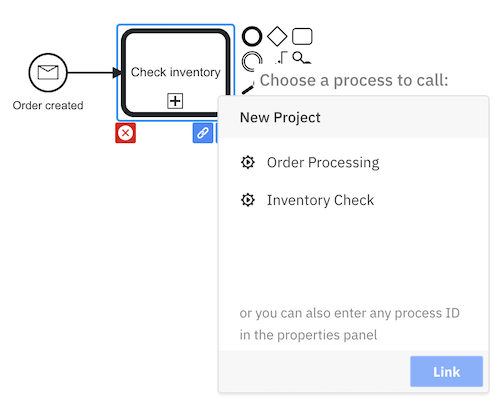 Check inventory
Order created
Choose a process to call:
New Project
Order Processing
Inventory Check
or you can also enter any process ID
in the properties panel
Link